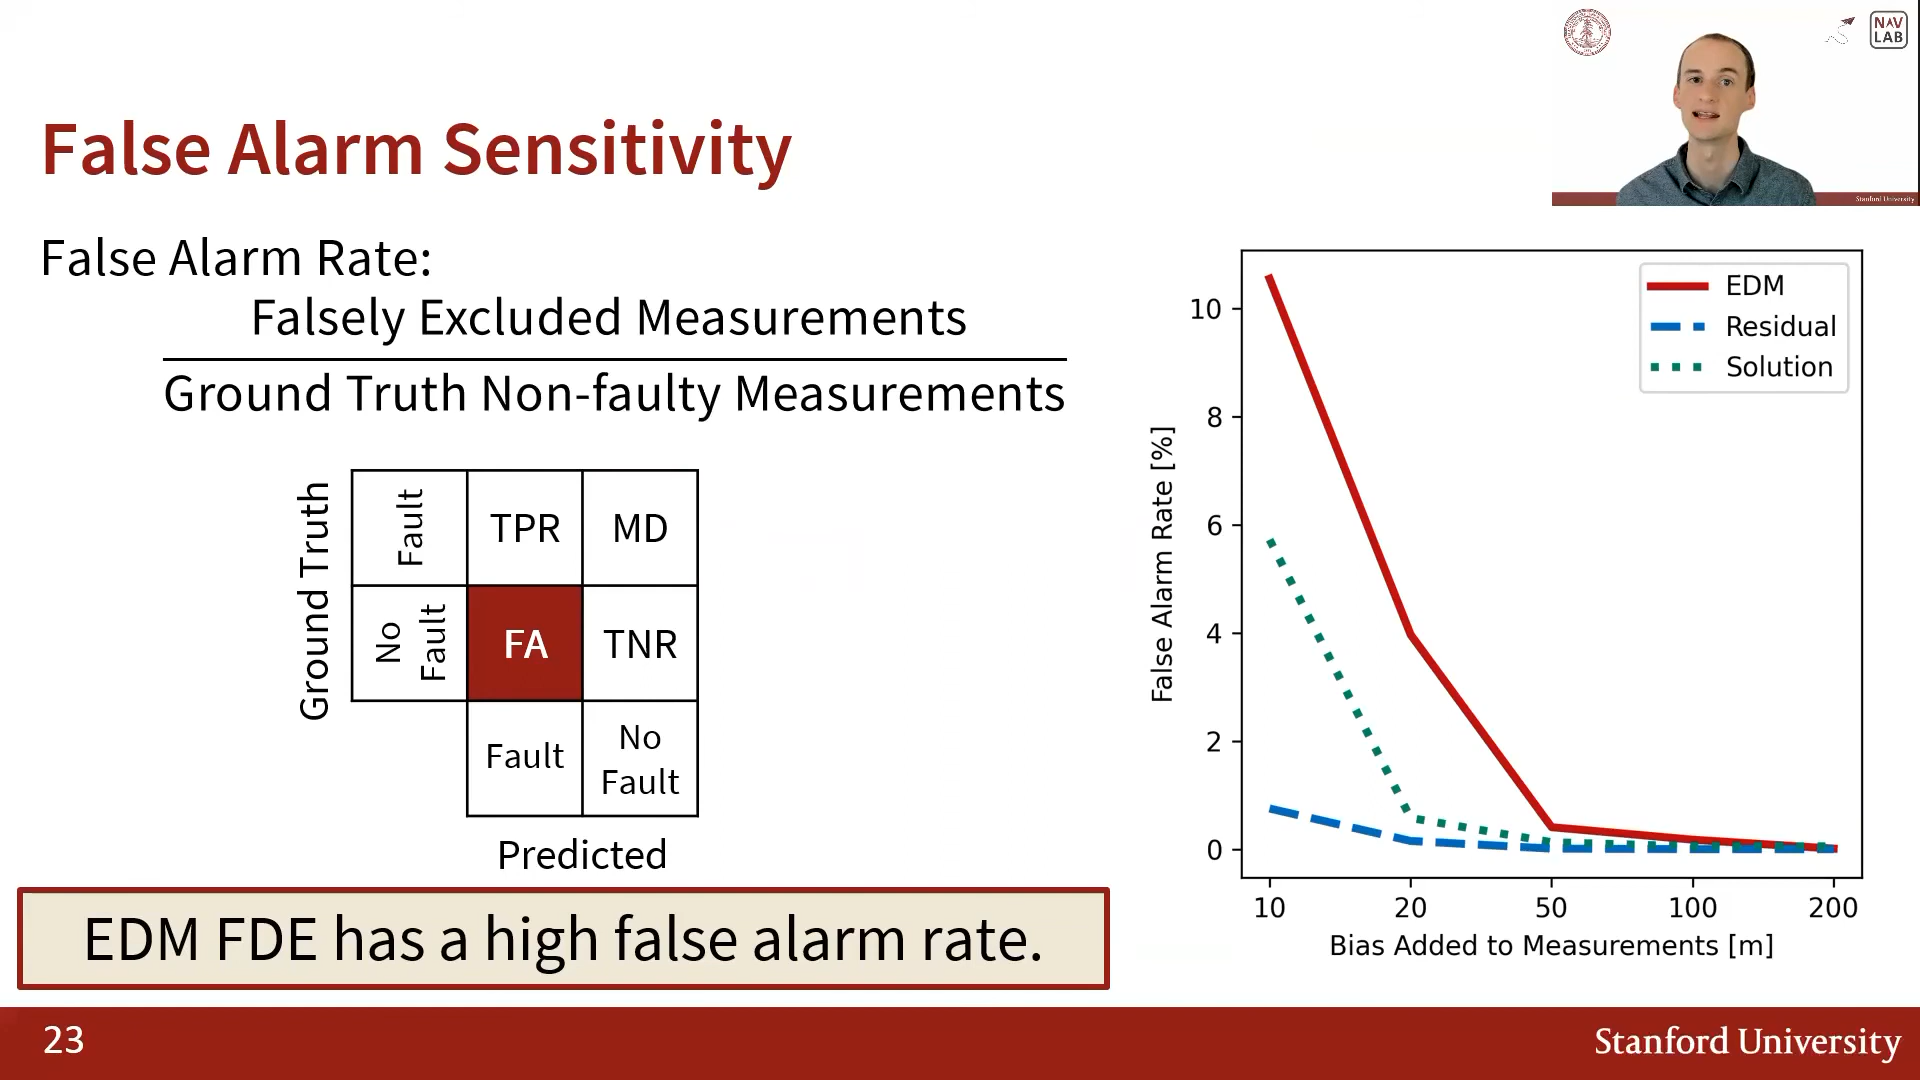 NAV
LAB
Stanford University
False Alarm Sensitivity
False Alarm Rate:
Falsely Excluded Measurements
Ground Truth Non-faulty Measurements
Ground Truth
Fault
TPR
MD
No
Fault
FA
TNR
Fault
No
Fault
Predicted
EDM FDE has a high false alarm rate.
EDM
Residual
Solution
False Alarm Rate [%]
10
8
6
4
2
0
10 20 50 100 200
Bias Added to Measurements [m]
23
Stanford University